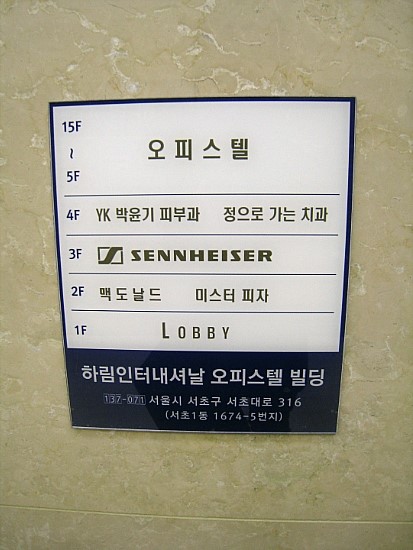 15F
~
5F
오피스텔
4F YK 박윤기 피부과 정으로 가는 치과
3F SENNHEISER
2F 맥도날드 미스터 피자
1F LOBBY
하림인터내셔날 오피스텔 빌딩
137-071 서울시 서초구 서초대로 316
(서초1동 1674-5번지)